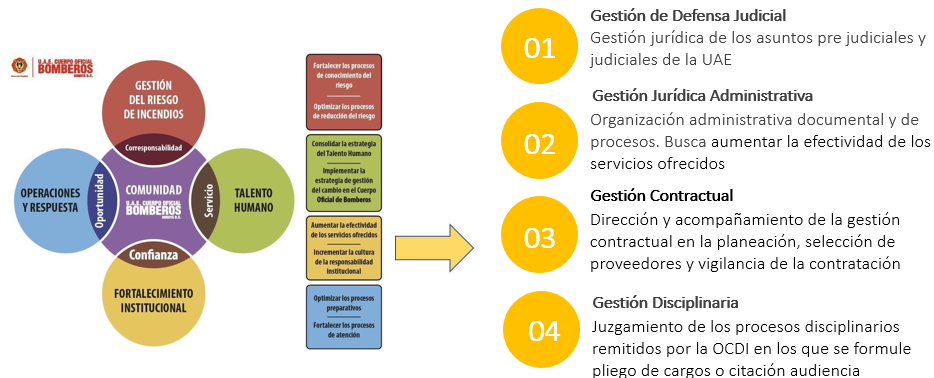 U.A.E. CUERPO OFICIAL
BOMBEROS
BOGOTÁ D.C.
GESTIÓN
DEL RIESGO
DE INCENDIOS
Corresponsabilidad
OPERACIONES
Y RESPUESTA
Oportunidad
COMUNIDAD
U.A.E. CUERPO OFICIAL
BOMBEROS
BOGOTÁ D.C.
Servicio
TALENTO
HUMANO
Confianza
FORTALECIMIENTO
INSTITUCIONAL
Fortalecer los procesos
de conocimiento del
riesgo
Optimizar los procesos
de reducción del riesgo
Consolidar la estrategia
del Talento Humano
Implementar la
estrategia de gestión
del cambio en el Cuerpo
Oficial de Bomberos
Aumentar la efectividad
de los servicios ofrecidos
Incrementar la cultura
de la responsabilidad
institucional
Optimizar los procesos
preparativos
Fortalecer los procesos
de atención
01
Gestión de Defensa Judicial
Gestión jurídica de los asuntos pre judiciales y
judiciales de la UAE
02
Gestión Jurídica Administrativa
Organización administrativa documental y de
procesos. Busca aumentar la efectividad de los
servicios ofrecidos
03
Gestión Contractual
Dirección y acompañamiento de la gestión
contractual en la planeación, selección de
proveedores y vigilancia de la contratación
04
Gestión Disciplinaria
Juzgamiento de los procesos disciplinarios
remitidos por la OCDI en los que se formule
pliego de cargos o citación audiencia